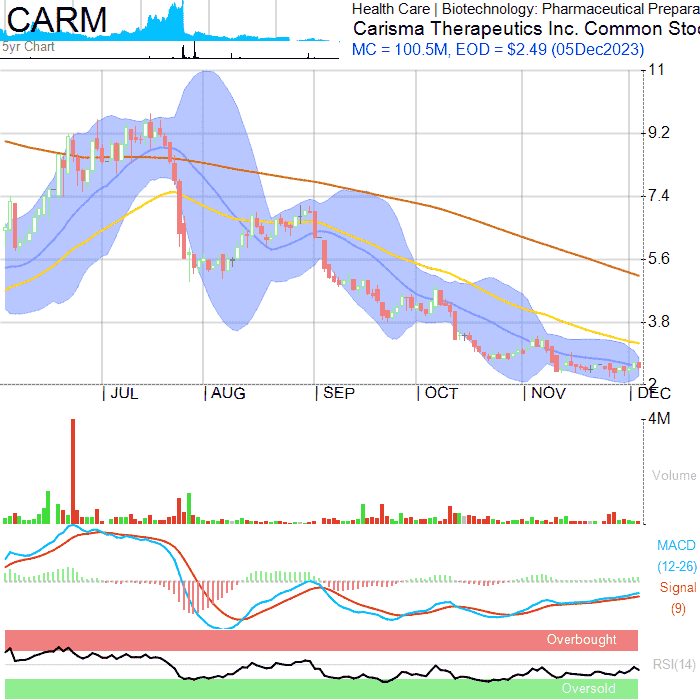 CARM
5yr Chart
Health Care | Biotechnology: Pharmaceutical Prepara
Carisma Therapeutics Inc. Common Stoc
MC = 100.5M, EOD = $2.49 (05Dec2023)
11
9.2
7.4
5.6
3.8
2
JUL AUG SEP OCT NOV DEC
4M
Volume
MACD
(12-26)
Signal
(9)
Overbought
RSI(14)
Oversold